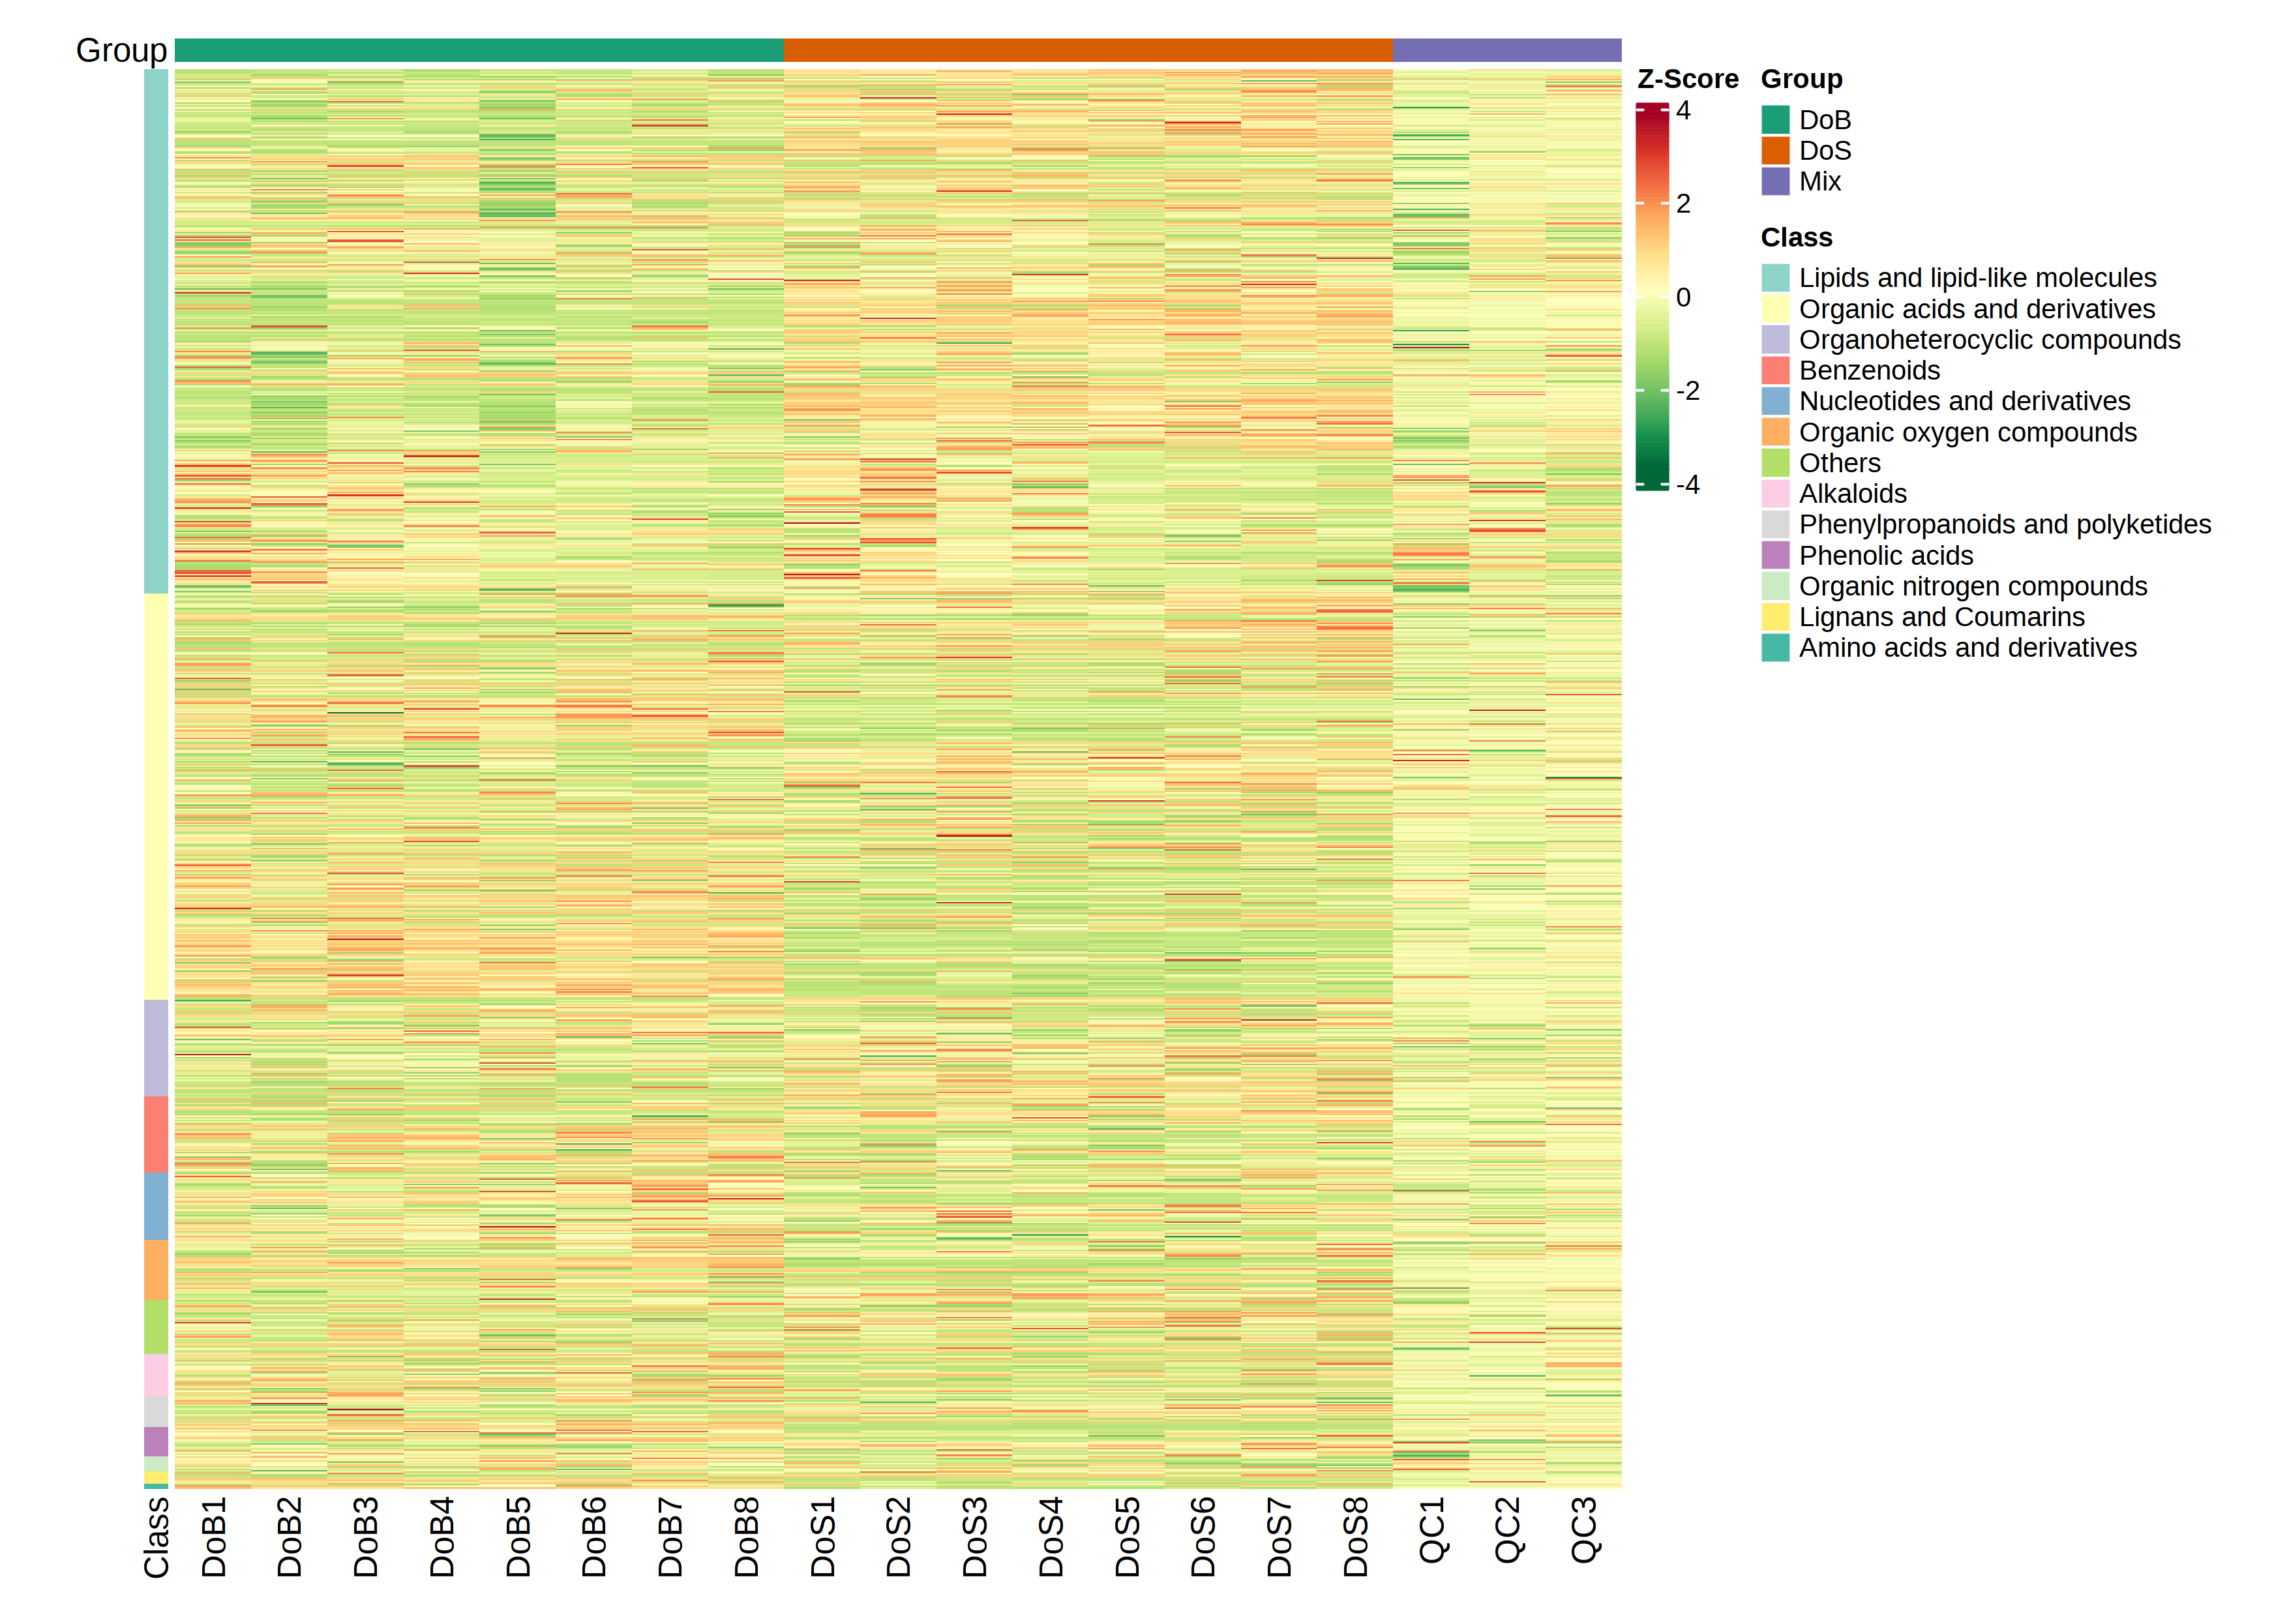 Group
Z-Score
4
2
0
-2
-4
Group
DoB
DoS
Mix
Class
Lipids and lipid-like molecules
Organic acids and derivatives
Organoheterocyclic compounds
Benzenoids
Nucleotides and derivatives
Organic oxygen compounds
Others
Alkaloids
Phenylpropanoids and polyketides
Phenolic acids
Organic nitrogen compounds
Lignans and Coumarins
Amino acids and derivatives
Class
DoB1
DoB2
DoB3
DoB4
DoB5
DoB6
DoB7
DoB8
DoS1
DoS2
DoS3
DoS4
DoS5
DoS6
DoS7
DoS8
QC1
QC2
QC3